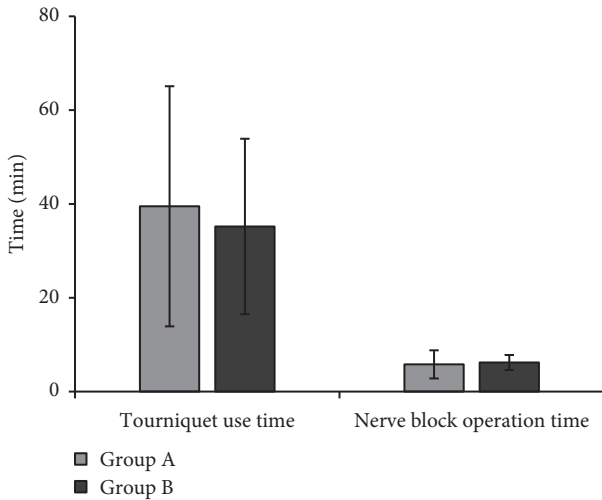 80
60
40
20
0
Time (min)
Tourniquet use time
Nerve block operation time
Group A
Group B